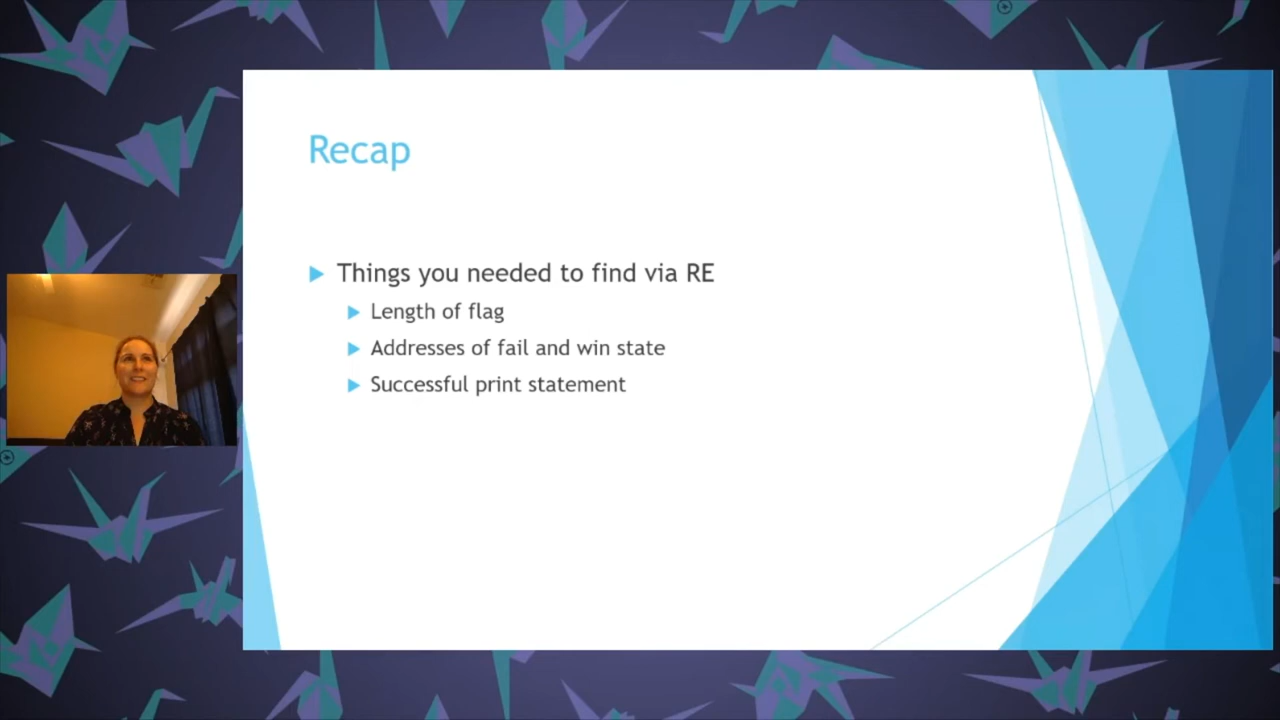 Recap
Things you needed to find via RE
Length of flag
Addresses of fail and win state
Successful print statement